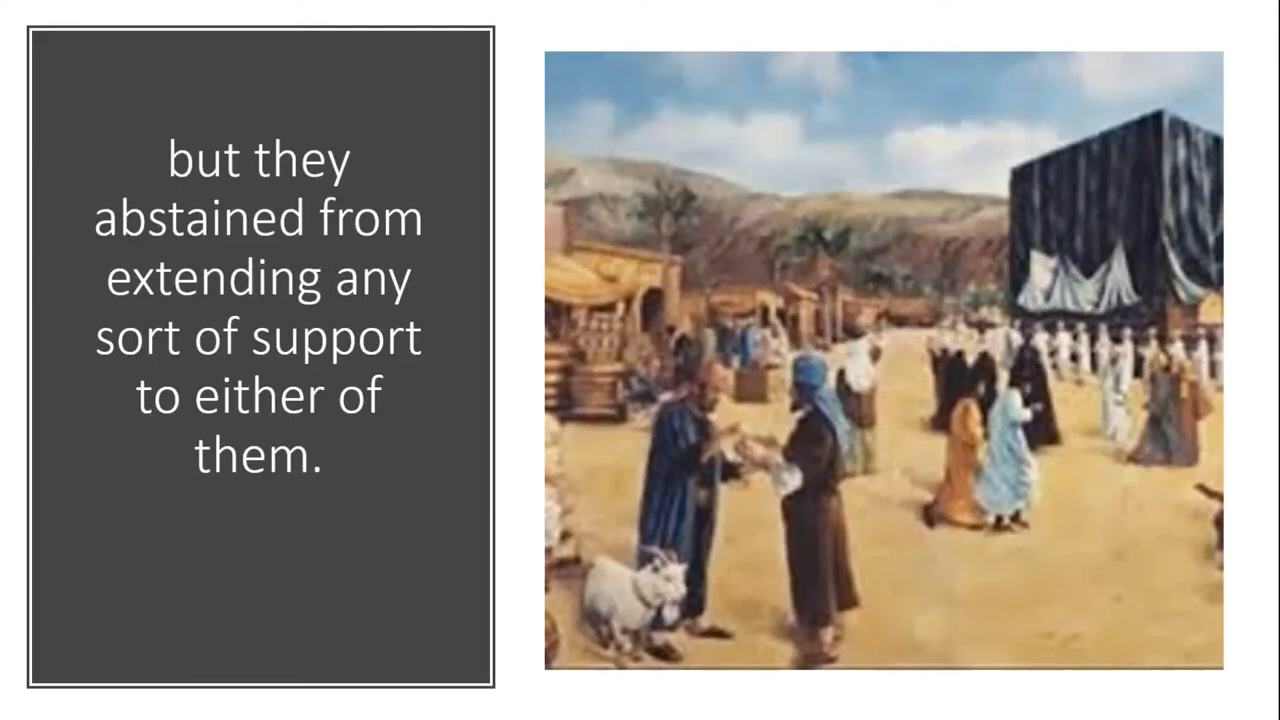 but they
abstained from
extending any
sort of support
to either of
them.